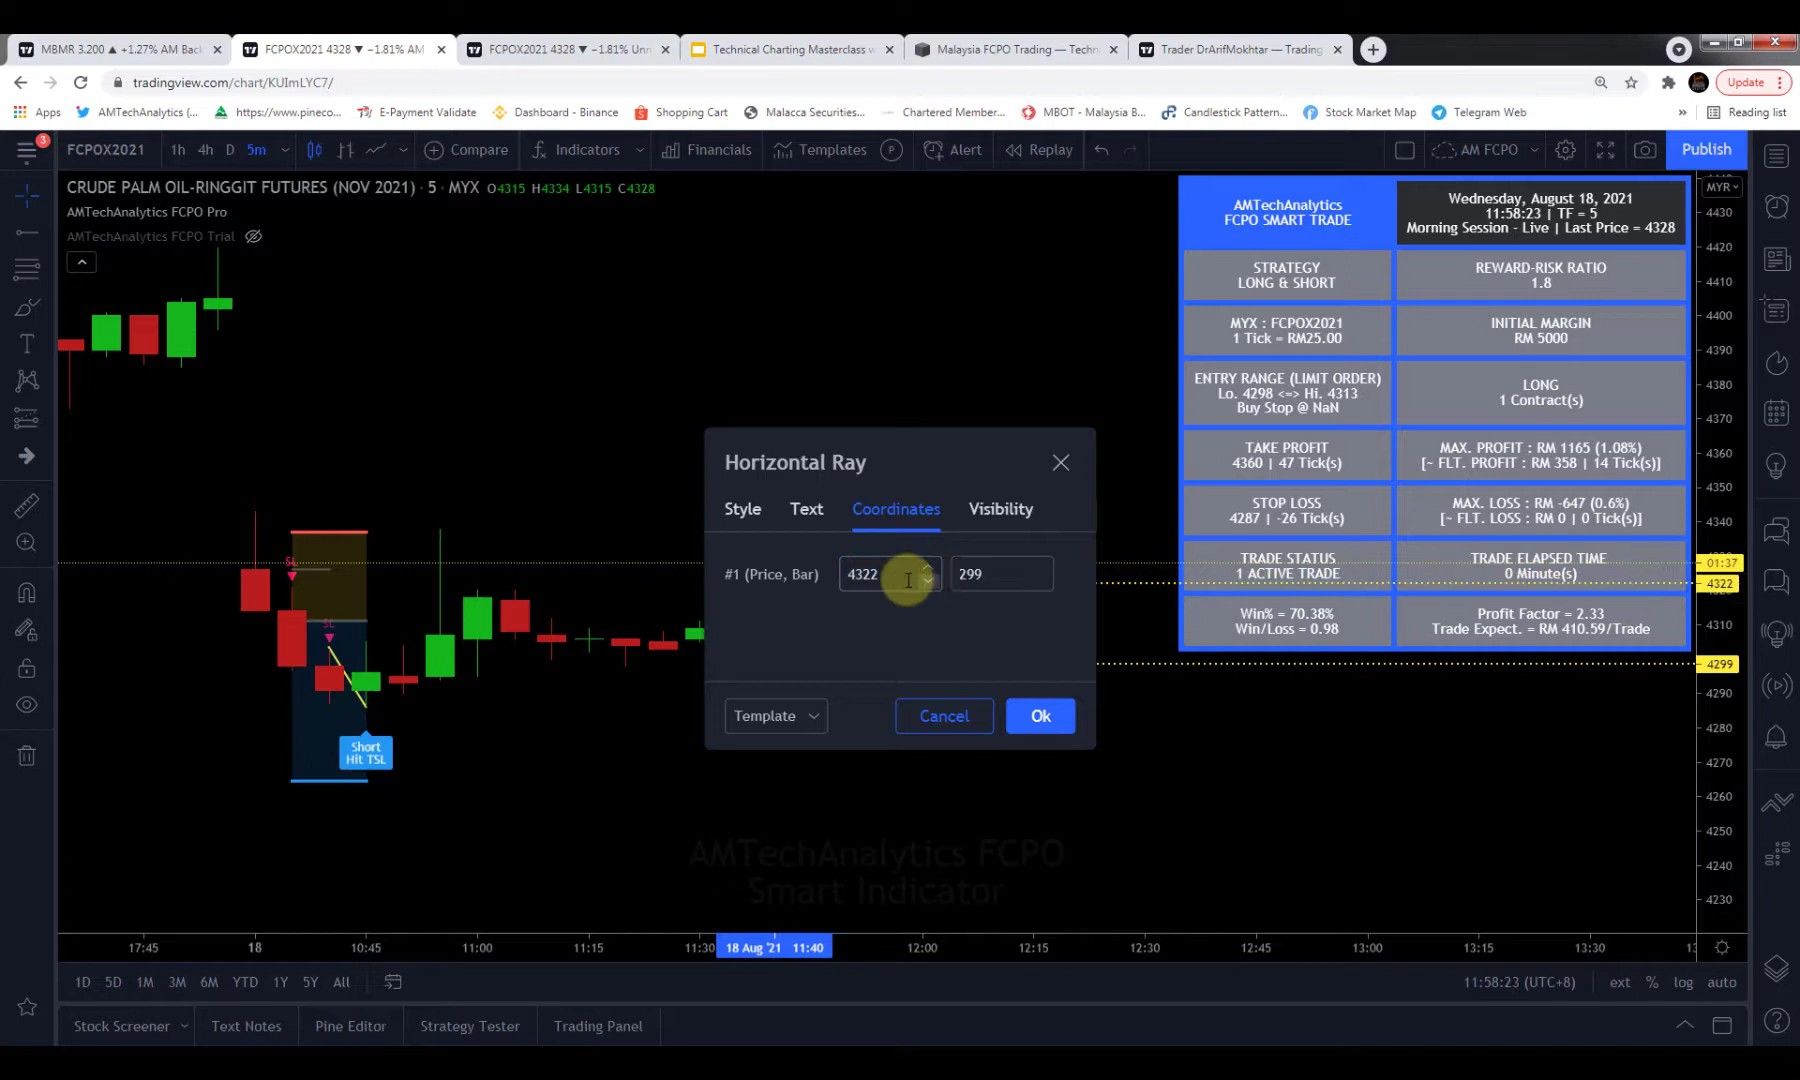 MBMR 3.200 ▲ +1.27% AM Back
FCPOX2021 4328 ▼ −1.81% AM
FCPOX2021 4328 ▼ −1.81% Unn
Technical Charting Masterclass w
Malaysia FCPO Trading — Techn
Trader DrArifMokhtar — Trading
tradingview.com/chart/KUImLYC7/
Update
Apps
AMTechAnalytics (...
https://www.pineco...
E-Payment Validate
Dashboard - Binance
Shopping Cart
Malacca Securities...
Chartered Member...
MBOT - Malaysia B...
Candlestick Pattern...
Stock Market Map
Telegram Web
»
Reading list
3
FCPOX2021
1h 4h D 5m
Compare
Indicators
Financials
Templates
P
Alert
Replay
AM FCPO
Publish
CRUDE PALM OIL-RINGGIT FUTURES (NOV 2021) · 5 · MYX O4315 H4334 L4315 C4328
AMTechAnalytics FCPO Pro
AMTechAnalytics FCPO Trial
AMTechAnalytics
FCPO SMART TRADE
Wednesday, August 18, 2021
11:58:23 | TF = 5
Morning Session - Live | Last Price = 4328
STRATEGY
LONG & SHORT
REWARD-RISK RATIO
1.8
MYX : FCPOX2021
1 Tick = RM25.00
INITIAL MARGIN
RM 5000
ENTRY RANGE (LIMIT ORDER)
Lo. 4298 <=> Hi. 4313
Buy Stop @ NaN
LONG
1 Contract(s)
TAKE PROFIT
4360 | 47 Tick(s)
MAX. PROFIT : RM 1165 (1.08%)
[~ FLT. PROFIT : RM 358 | 14 Tick(s)]
STOP LOSS
4287 | -26 Tick(s)
MAX. LOSS : RM -647 (0.6%)
[~ FLT. LOSS : RM 0 | 0 Tick(s)]
TRADE STATUS
1 ACTIVE TRADE
TRADE ELAPSED TIME
0 Minute(s)
Win% = 70.38%
Win/Loss = 0.98
Profit Factor = 2.33
Trade Expect. = RM 410.59/Trade
MYR
4430
4420
4410
4400
4390
4380
4370
4360
4350
4340
01:37
4322
4310
4299
4290
4280
4270
4260
4250
4240
4230
SL
SL
Short
Hit TSL
Horizontal Ray
Style
Text
Coordinates
Visibility
#1 (Price, Bar)
4322
299
Template
Cancel
Ok
AMTechAnalytics FCPO
Smart Indicator
17:45
18
10:45
11:00
11:15
11:30
18 Aug '21 11:40
12:00
12:15
12:30
12:45
13:00
13:15
13:30
1D 5D 1M 3M 6M YTD 1Y 5Y All
11:58:23 (UTC+8)
ext
%
log
auto
Stock Screener
Text Notes
Pine Editor
Strategy Tester
Trading Panel